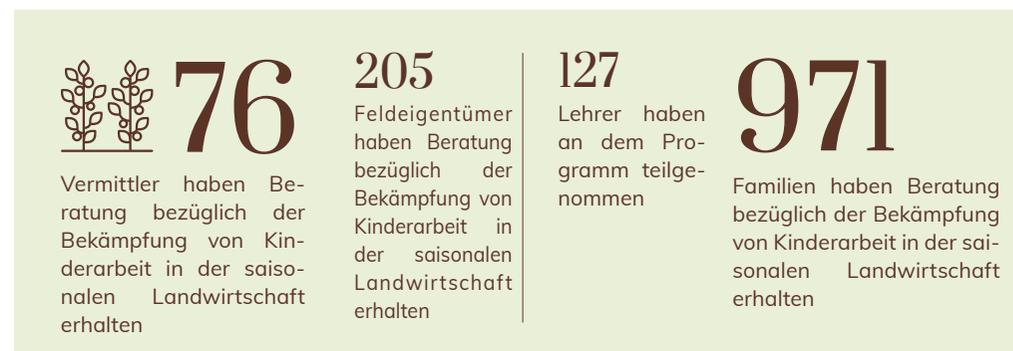 76
Vermittler haben Be-
ratung bezüglich der
Bekämpfung von Kin-
derarbeit in der saiso-
nalen Landwirtschaft
erhalten
205
Feldeigentümer
haben Beratung
bezüglich der
Bekämpfung von
Kinderarbeit in
der saisonalen
Landwirtschaft
erhalten
127
Lehrer haben
an dem Pro-
gramm teilge-
nommen
971
Familien haben Beratung
bezüglich der Bekämpfung
von Kinderarbeit in der sai-
sonalen Landwirtschaft
erhalten